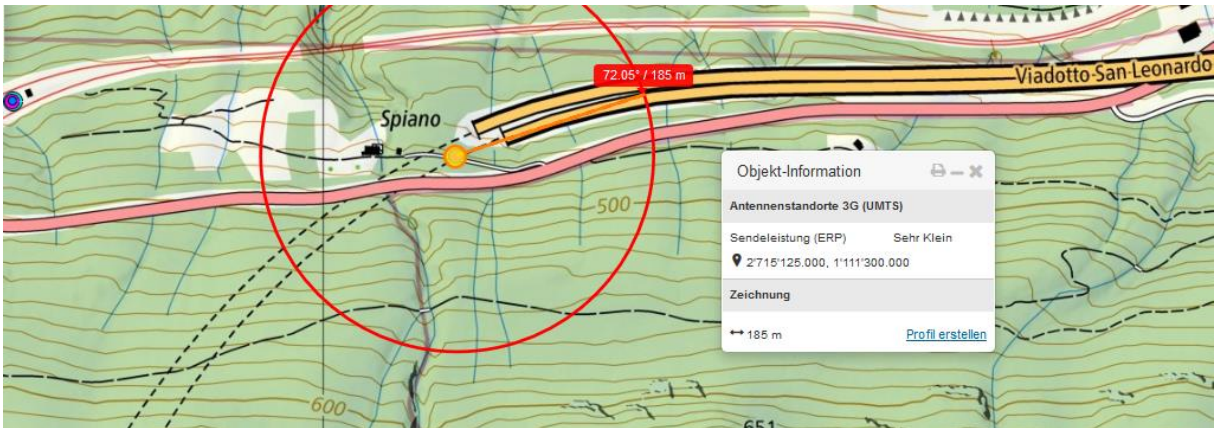 72.05° / 185 m
Viadotto San Leonardo
Spiano
500
Objekt-Information
Antennenstandorte 3G (UMTS)
Sendeleistung (ERP) Sehr Klein
2'715'125.000, 1'111'300.000
Zeichnung
185 m Profil erstellen
600
651